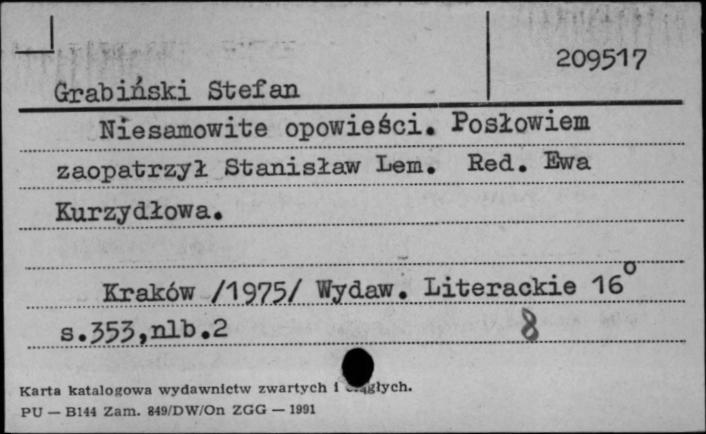 209517
Grabiński Stefan
Niesamowite opowieści. Posłowiem
zaopatrzył Stanisław Lem. Red. Ewa
Kurzydłowa.
Kraków /1975/ Wydaw. Literackie 16°
s.353,nlb.2 8
Karta katalogowa wydawnictw zwartych i ciągłych.
PU — B144 Zam. 849/DW/On ZGG — 1991